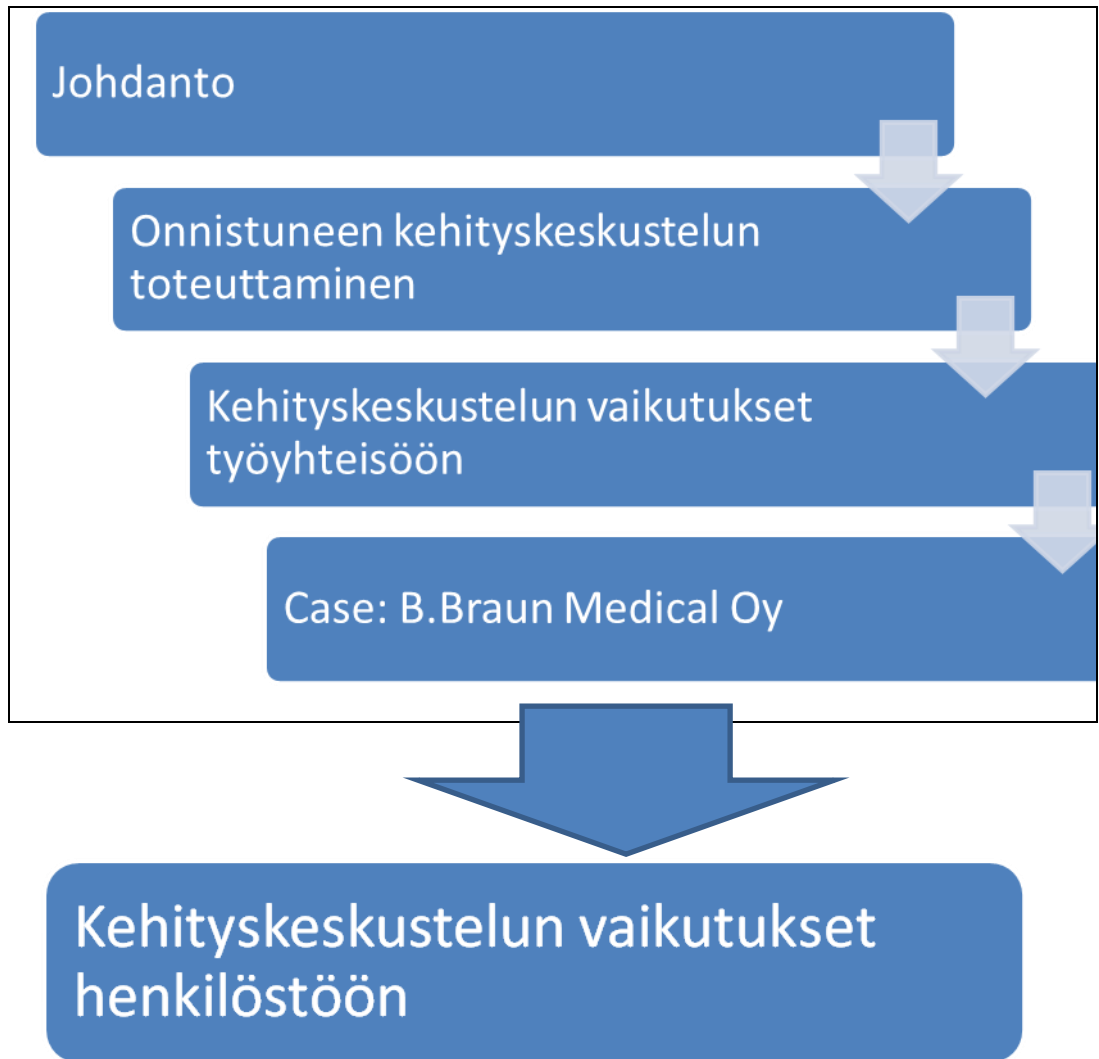 Johdanto
Onnistuneen kehityskeskustelun
toteuttaminen
Kehityskeskustelun vaikutukset
työyhteisöön
Case: B.Braun Medical Oy
Kehityskeskustelun vaikutukset
henkilöstöön